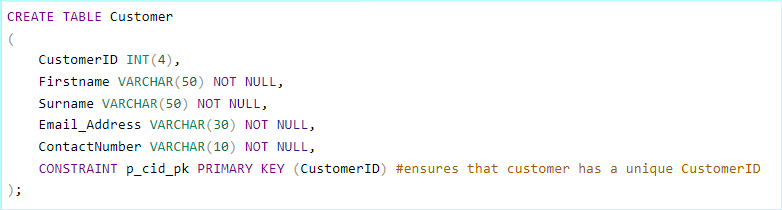 CREATE TABLE Customer
(
CustomerID INT(4),
Firstname VARCHAR(50) NOT NULL,
Surname VARCHAR(50) NOT NULL,
Email_Address VARCHAR(30) NOT NULL,
ContactNumber VARCHAR(10) NOT NULL,
CONSTRAINT p_cid_pk PRIMARY KEY (CustomerID) #ensures that customer has a unique CustomerID
);